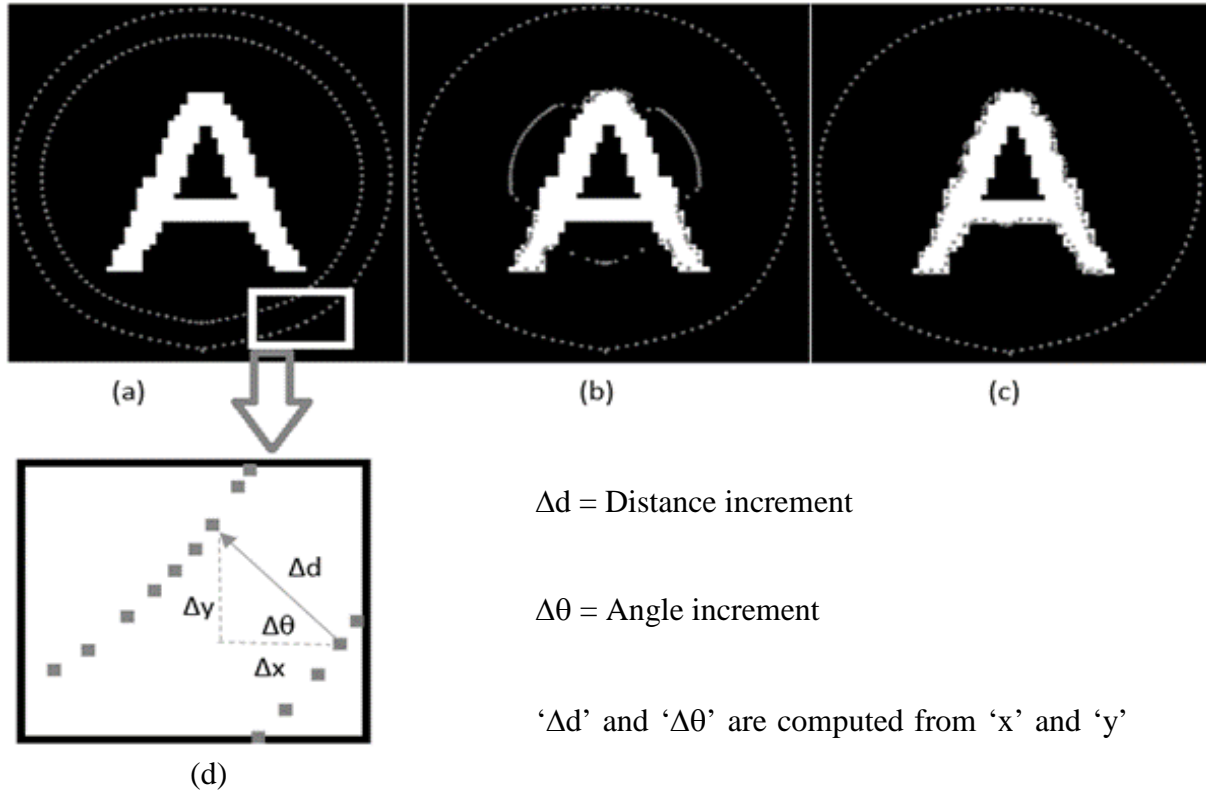 A A A
(a) (b) (c)
Δd = Distance increment
Δd
Δy
Δθ
Δθ = Angle increment
Δx
‘Δd’ and ‘Δθ’ are computed from ‘x’ and ‘y’
(d)